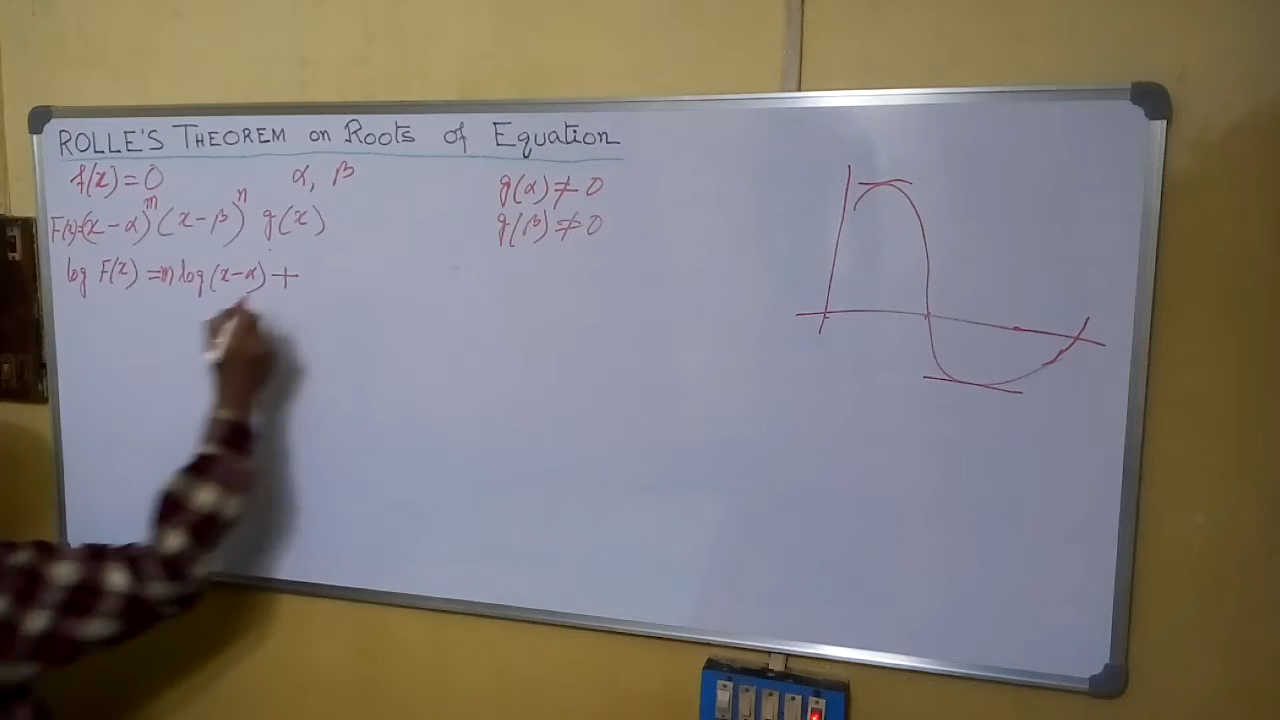 ROLLE'S THEOREM on Roots of Equation
f(x) = 0 α, β g(α) ≠ 0
F(x)=(x-α)^m (x-β)^n g(x) g(β) ≠ 0
log F(x) = m log (x-α) +